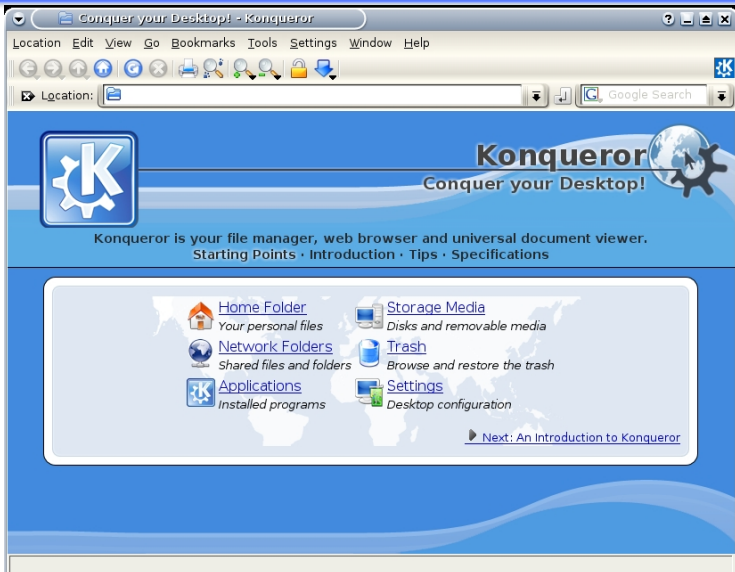 Conquer your Desktop! - Konqueror
Location Edit View Go Bookmarks Tools Settings Window Help
Location: Google Search
Konqueror
Conquer your Desktop!
Konqueror is your file manager, web browser and universal document viewer.
Starting Points · Introduction · Tips · Specifications
Home Folder
Your personal files
Storage Media
Disks and removable media
Network Folders
Shared files and folders
Trash
Browse and restore the trash
Applications
Installed programs
Settings
Desktop configuration
Next: An Introduction to Konqueror